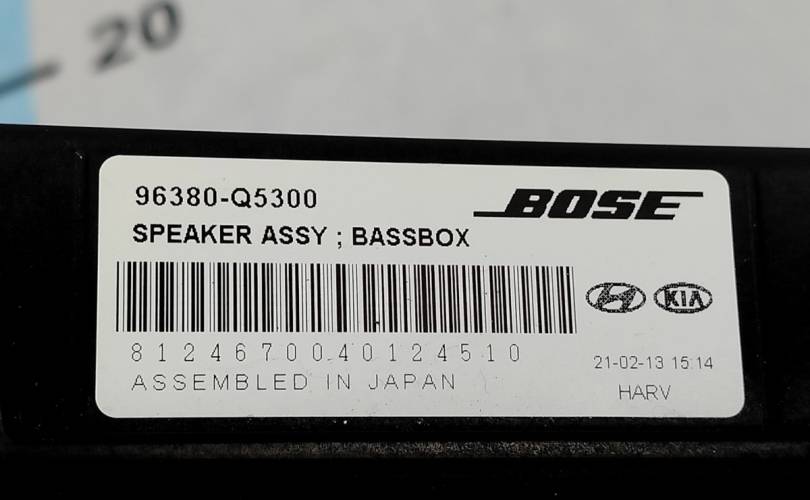 20
96380-Q5300
BOSE
SPEAKER ASSY ; BASSBOX
KIA
8124670040124510
21-02-13 15:14
ASSEMBLED IN JAPAN
HARV